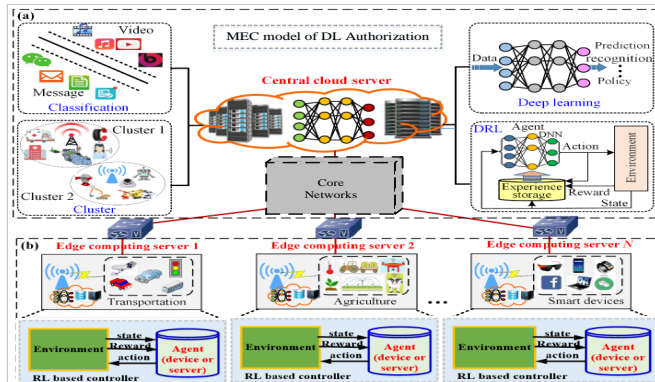 (a)
MEC model of DL Authorization
Video
Message
Classification
Central cloud server
Data
Prediction
recognition
Policy
Deep learning
Cluster 1
Cluster 2
Cluster
Core
Networks
DRL
Agent
DNN
Action
Environment
Experience
storage
Reward
State
(b)
Edge computing server 1
Edge computing server 2
Edge computing server N
Transportation
Agriculture
...
Smart devices
Environment
state
Reward
action
Agent
(device or
server)
RL based controller
Environment
state
Reward
action
Agent
(device or
server)
RL based controller
Environment
state
Reward
action
Agent
(device or
server)
RL based controller